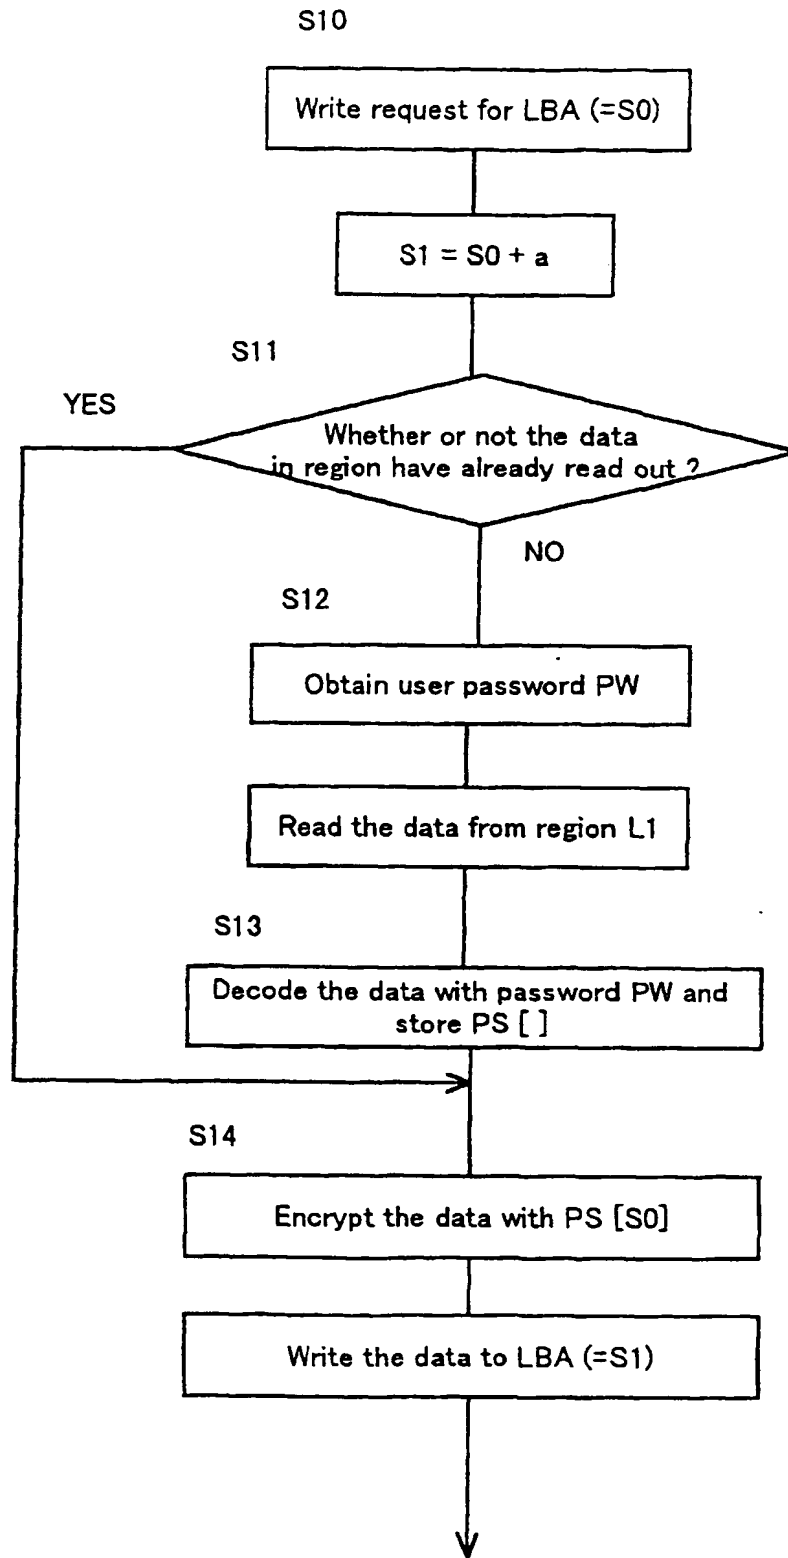 S10
Write request for LBA (=S0)
S1 = S0 + a
S11
YES
Whether or not the data
in region have already read out ?
NO
S12
Obtain user password PW
Read the data from region L1
S13
Decode the data with password PW and
store PS [ ]
S14
Encrypt the data with PS [S0]
Write the data to LBA (=S1)